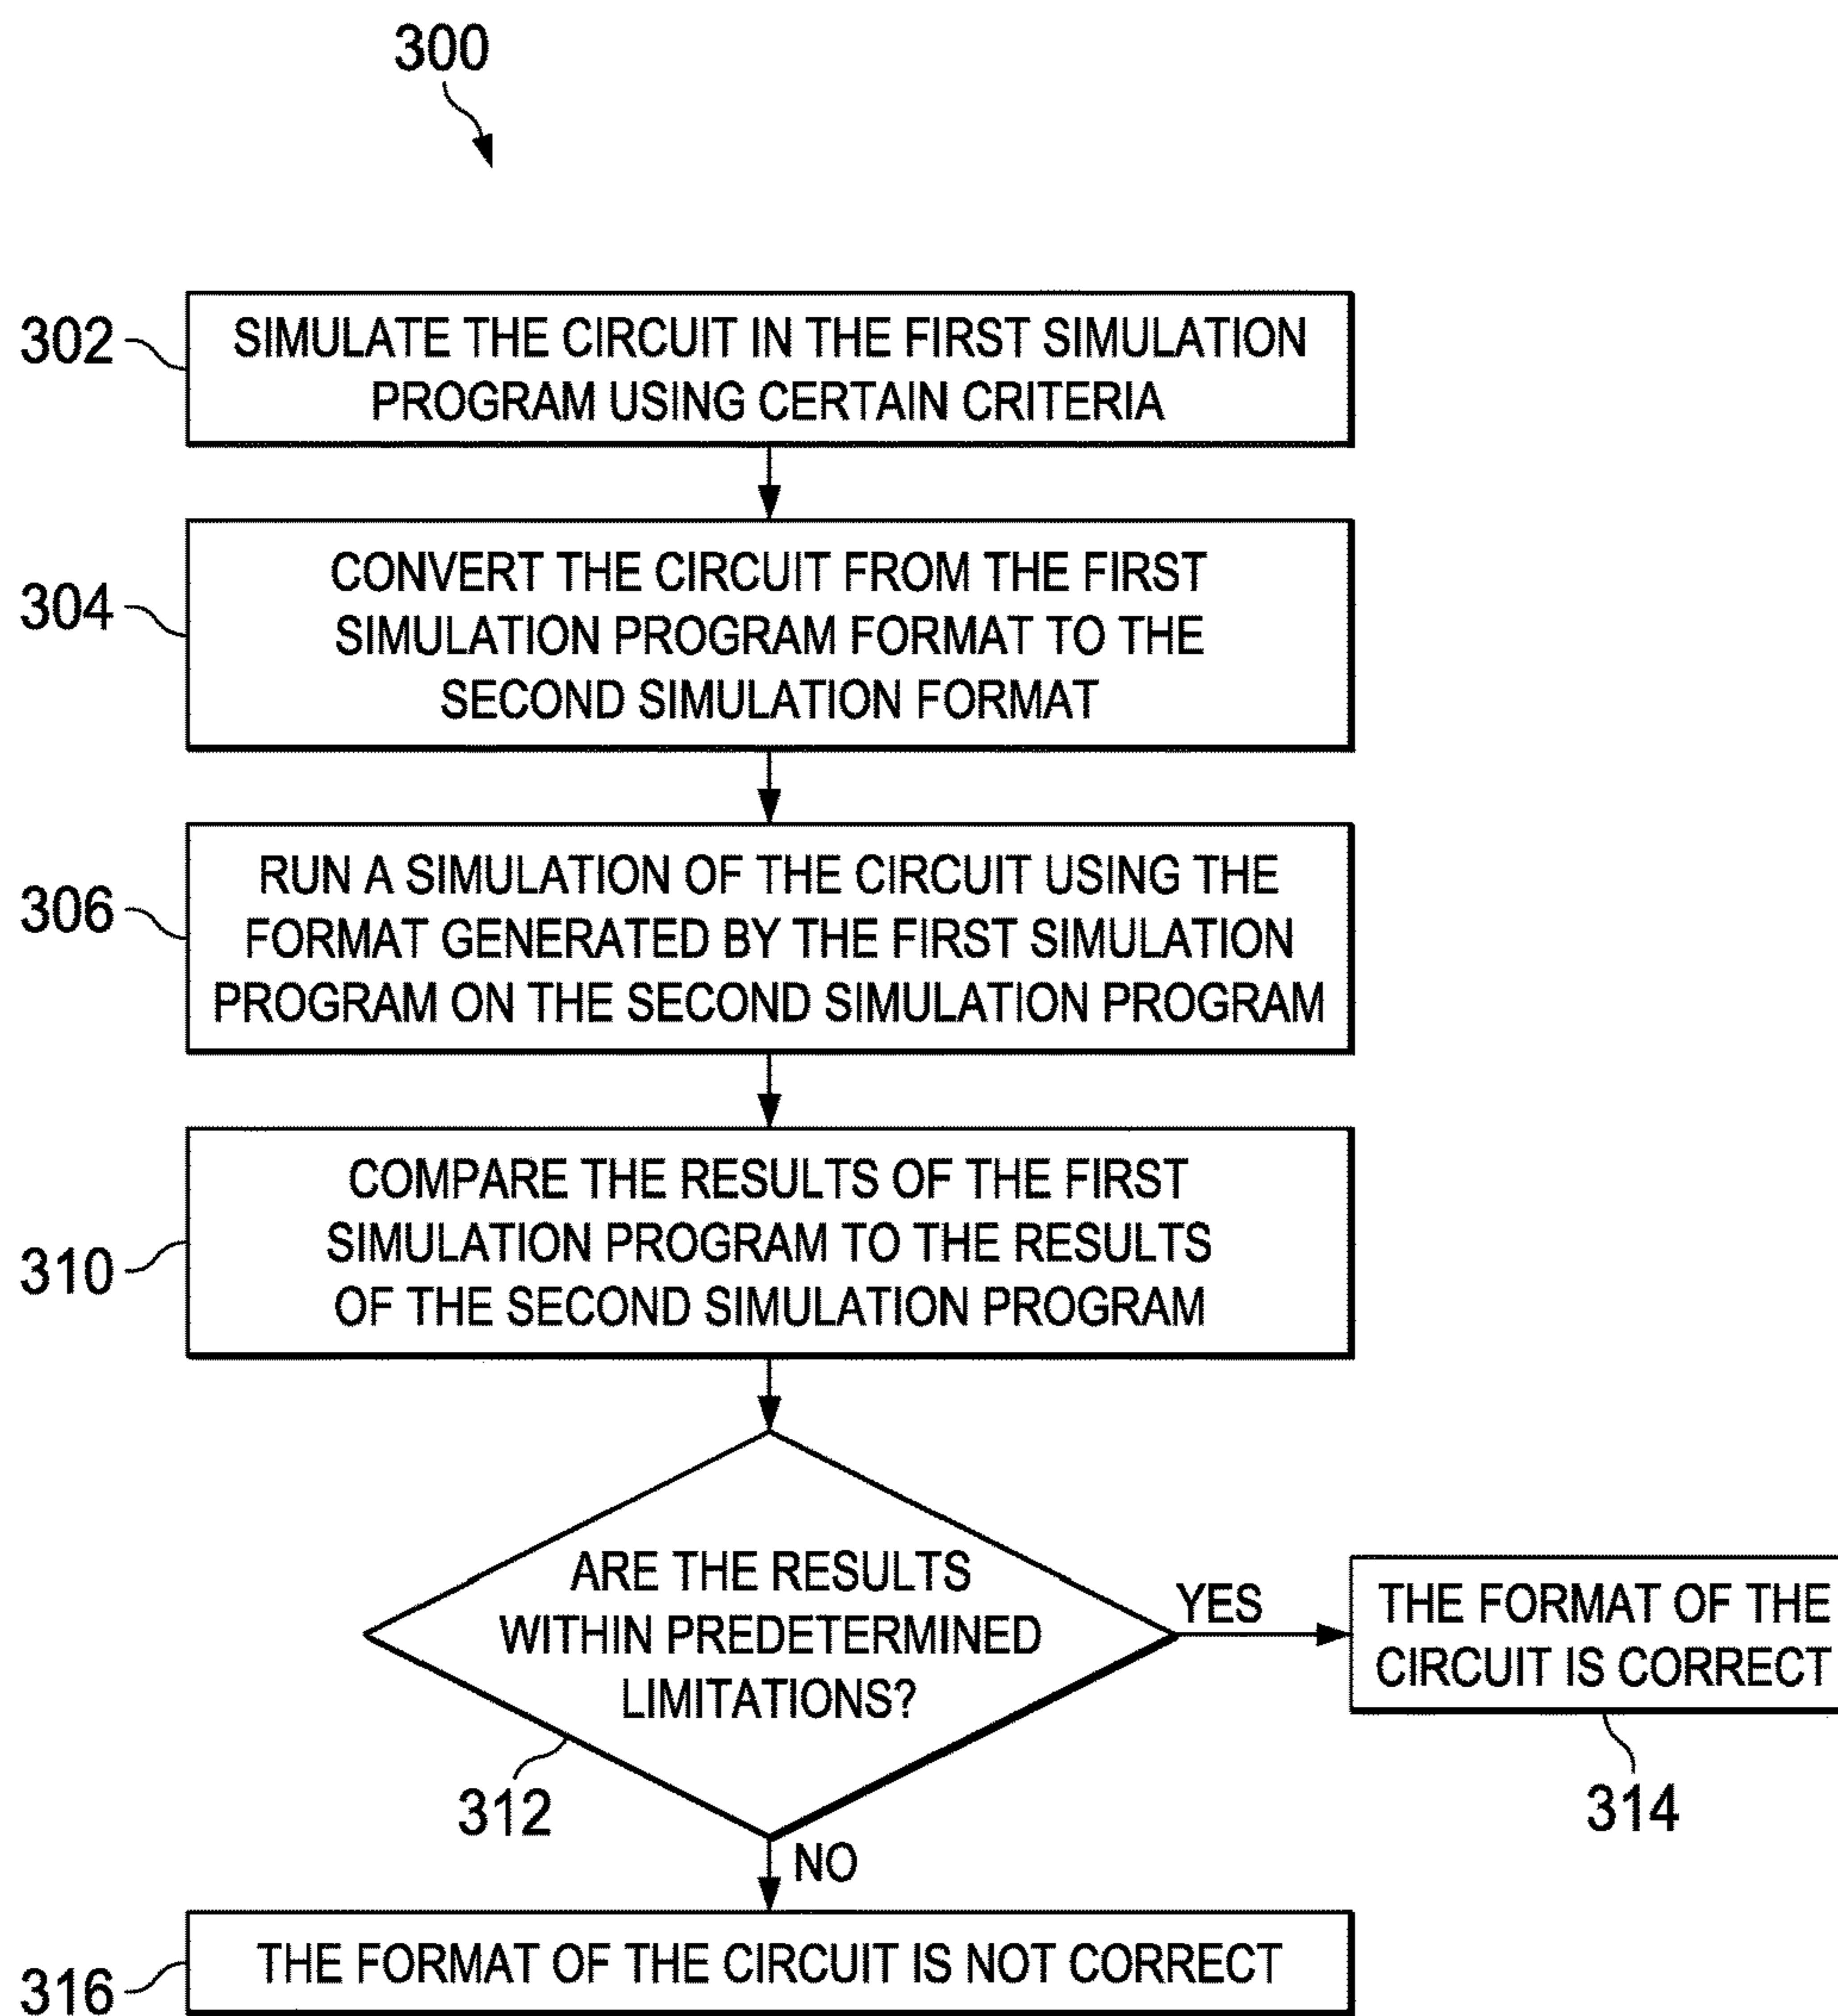 300
302
SIMULATE THE CIRCUIT IN THE FIRST SIMULATION
PROGRAM USING CERTAIN CRITERIA
304
CONVERT THE CIRCUIT FROM THE FIRST
SIMULATION PROGRAM FORMAT TO THE
SECOND SIMULATION FORMAT
306
RUN A SIMULATION OF THE CIRCUIT USING THE
FORMAT GENERATED BY THE FIRST SIMULATION
PROGRAM ON THE SECOND SIMULATION PROGRAM
310
COMPARE THE RESULTS OF THE FIRST
SIMULATION PROGRAM TO THE RESULTS
OF THE SECOND SIMULATION PROGRAM
ARE THE RESULTS
WITHIN PREDETERMINED
LIMITATIONS?
312
YES
THE FORMAT OF THE
CIRCUIT IS CORRECT
314
NO
316
THE FORMAT OF THE CIRCUIT IS NOT CORRECT